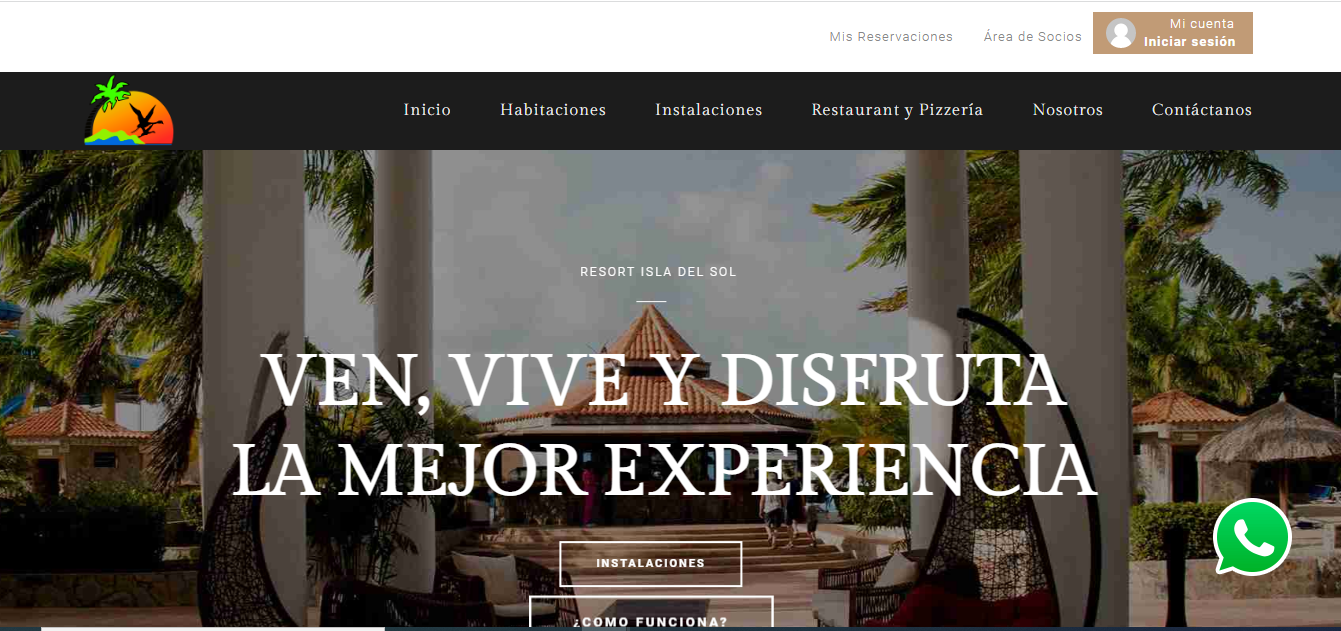 Mis Reservaciones
Área de Socios
Mi cuenta
Iniciar sesión
Inicio
Habitaciones
Instalaciones
Restaurant y Pizzería
Nosotros
Contáctanos
RESORT ISLA DEL SOL
VEN, VIVE Y DISFRUTA
LA MEJOR EXPERIENCIA
INSTALACIONES
¿COMO FUNCIONA?